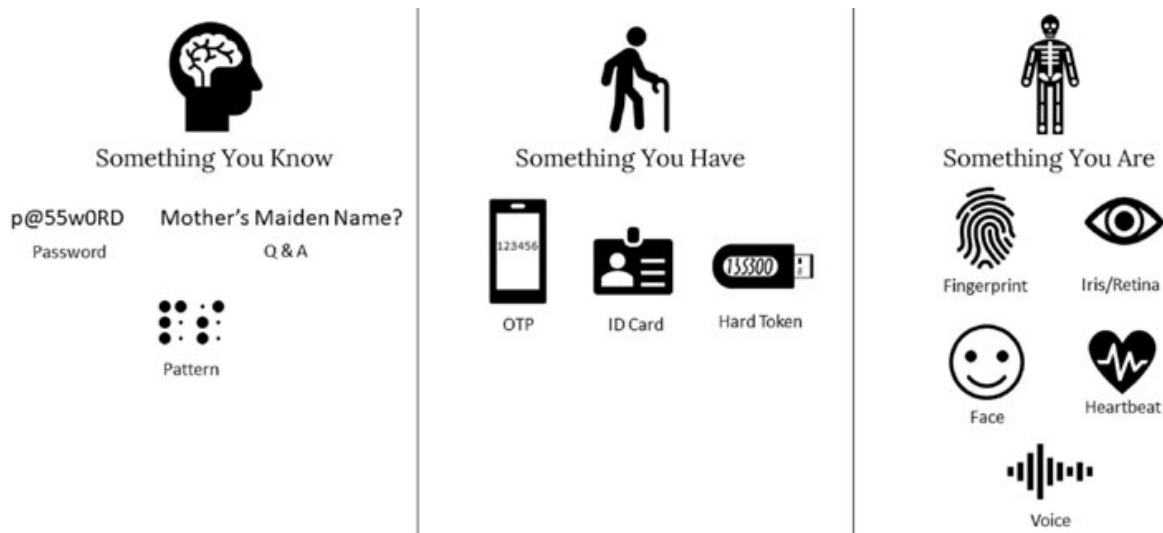 Something You Know
p@55w0RD
Password
Mother's Maiden Name?
Q & A
Pattern
Something You Have
123456
OTP
ID Card
155300
Hard Token
Something You Are
Fingerprint
Iris/Retina
Face
Heartbeat
Voice